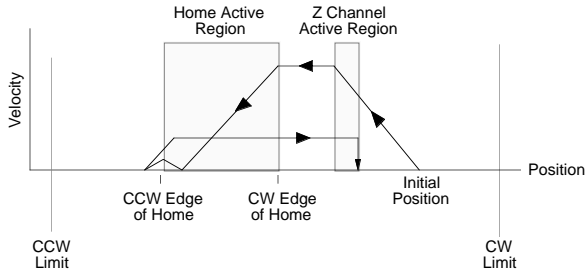 Home Active
Region
Z Channel
Active Region
Velocity
Position
CCW Edge
of Home
CW Edge
of Home
Initial
Position
CCW
Limit
CW
Limit